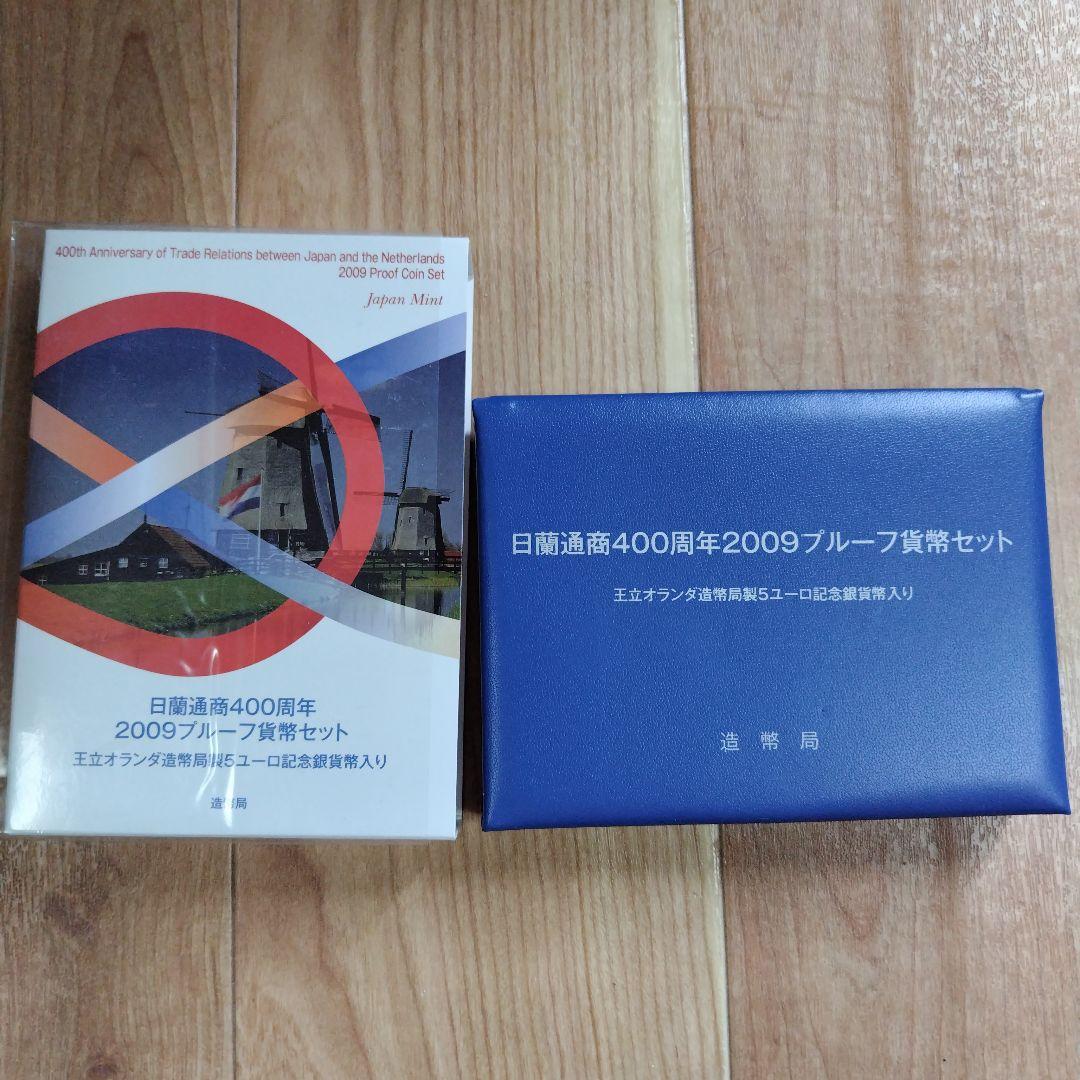 400th Anniversary of Trade Relations between Japan and the Netherlands
2009 Proof Coin Set
Japan Mint
日蘭通商400周年
2009プルーフ貨幣セット
王立オランダ造幣局製5ユーロ記念銀貨幣入り
造幣局
日蘭通商400周年2009プルーフ貨幣セット
王立オランダ造幣局製5ユーロ記念銀貨幣入り
造幣局